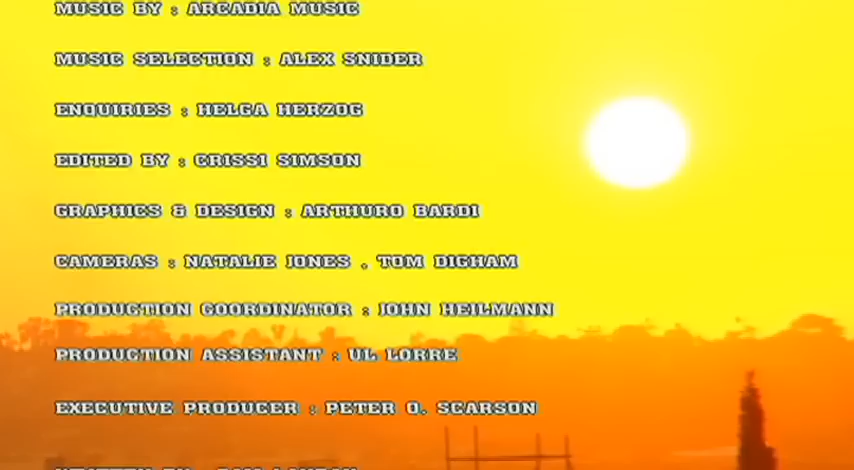 MUSIC BY : ARCADIA MUSIC
MUSIC SELECTION : ALEX SNIDER
ENQUIRIES : HELGA HERZOG
EDITED BY : CRISSI SIMSON
GRAPHICS & DESIGN : ARTHURO BARDI
CAMERAS : NATALIE JONES . TOM DIGHAM
PRODUCTION COORDINATOR : JOHN HEILMANN
PRODUCTION ASSISTANT : UL LORRE
EXECUTIVE PRODUCER : PETER O. SCARSON